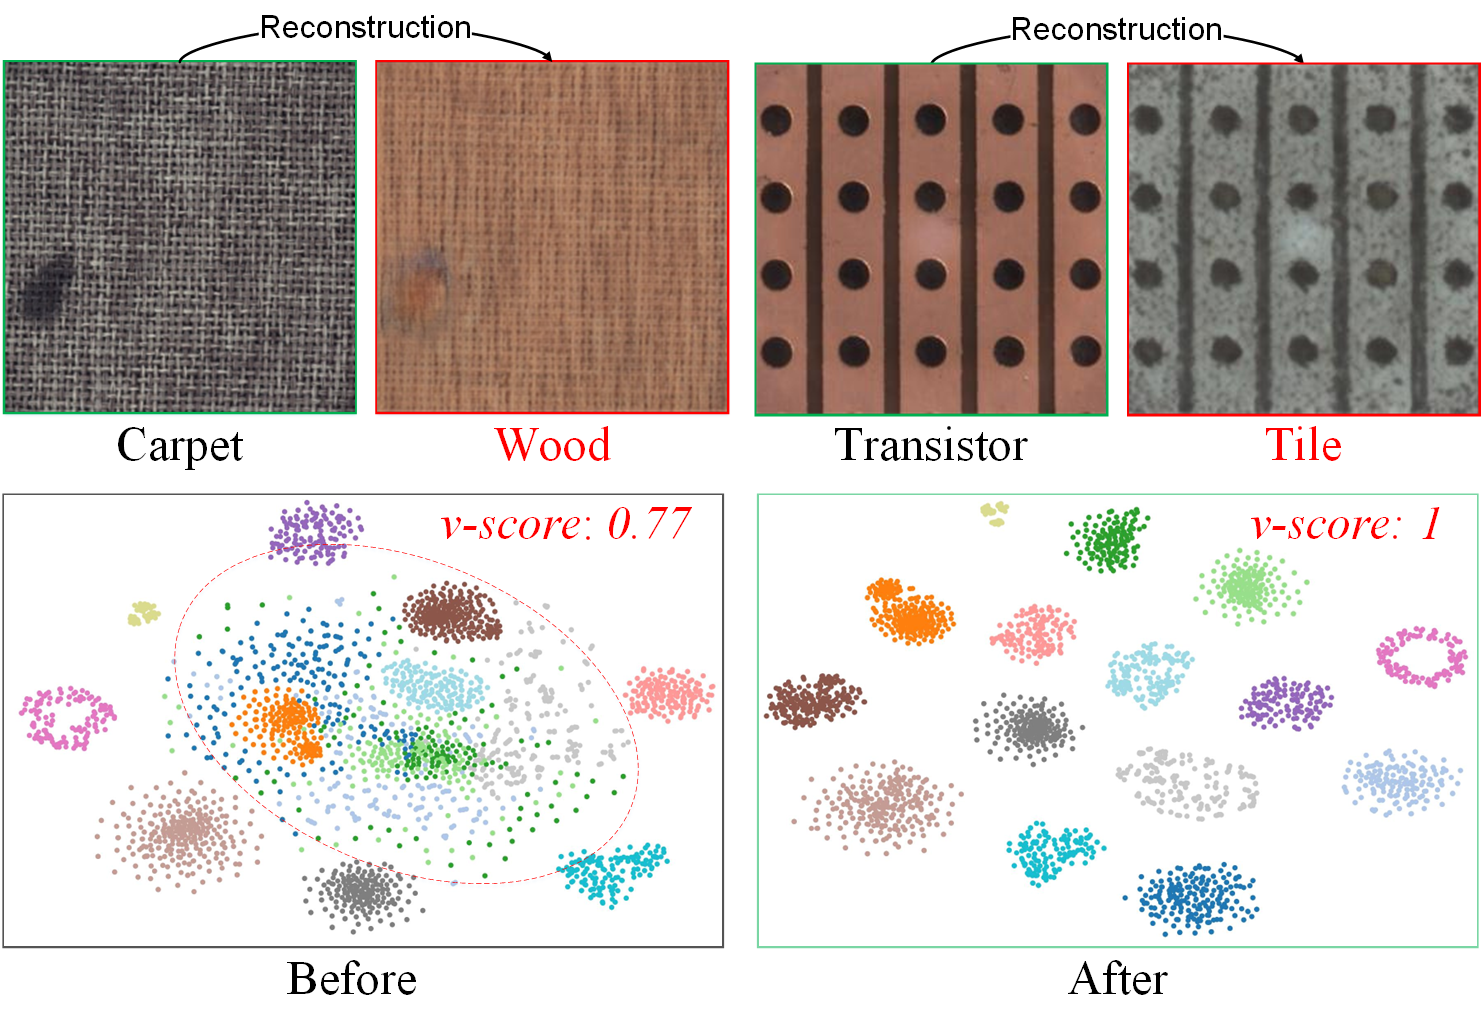 Reconstruction
Reconstruction
Carpet
Wood
Transistor
Tile
v-score: 0.77
v-score: 1
Before
After